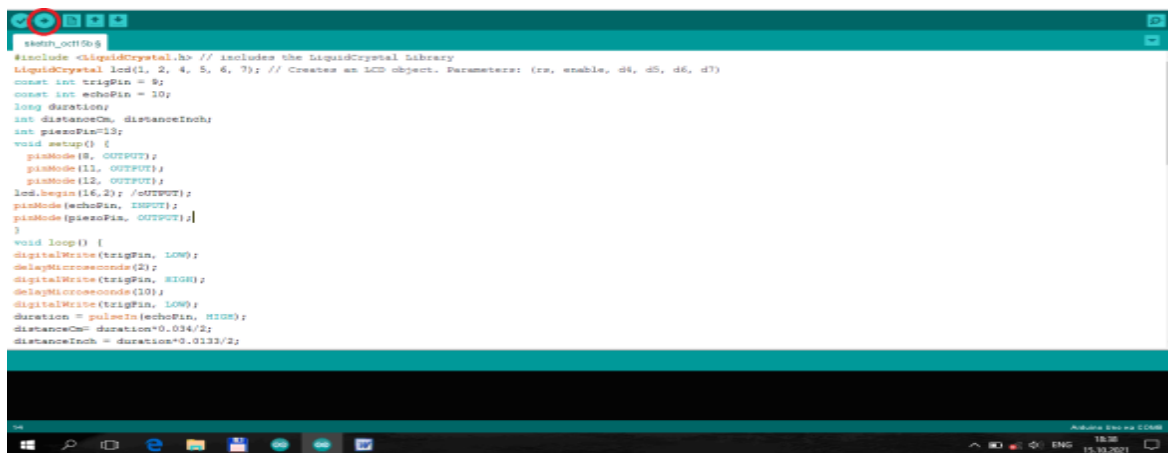 sketch_oct15b §
#include <LiquidCrystal.h> // includes the LiquidCrystal Library
LiquidCrystal lcd(1, 2, 4, 5, 6, 7); // Creates an LCD object. Parameters: (rs, enable, d4, d5, d6, d7)
const int trigPin = 9;
const int echoPin = 10;
long duration;
int distanceCm, distanceInch;
int piezoPin=13;
void setup() {
pinMode(8, OUTPUT);
pinMode(11, OUTPUT);
pinMode(12, OUTPUT);
lcd.begin(16,2); /oUTPUT);
pinMode(echoPin, INPUT);
pinMode(piezoPin, OUTPUT);
}
void loop() {
digitalWrite(trigPin, LOW);
delayMicroseconds(2);
digitalWrite(trigPin, HIGH);
delayMicroseconds(10);
digitalWrite(trigPin, LOW);
duration = pulseIn(echoPin, HIGH);
distanceCm= duration*0.034/2;
distanceInch = duration*0.0133/2;
Arduino Uno на COM8
ENG
18:38
15.10.2021